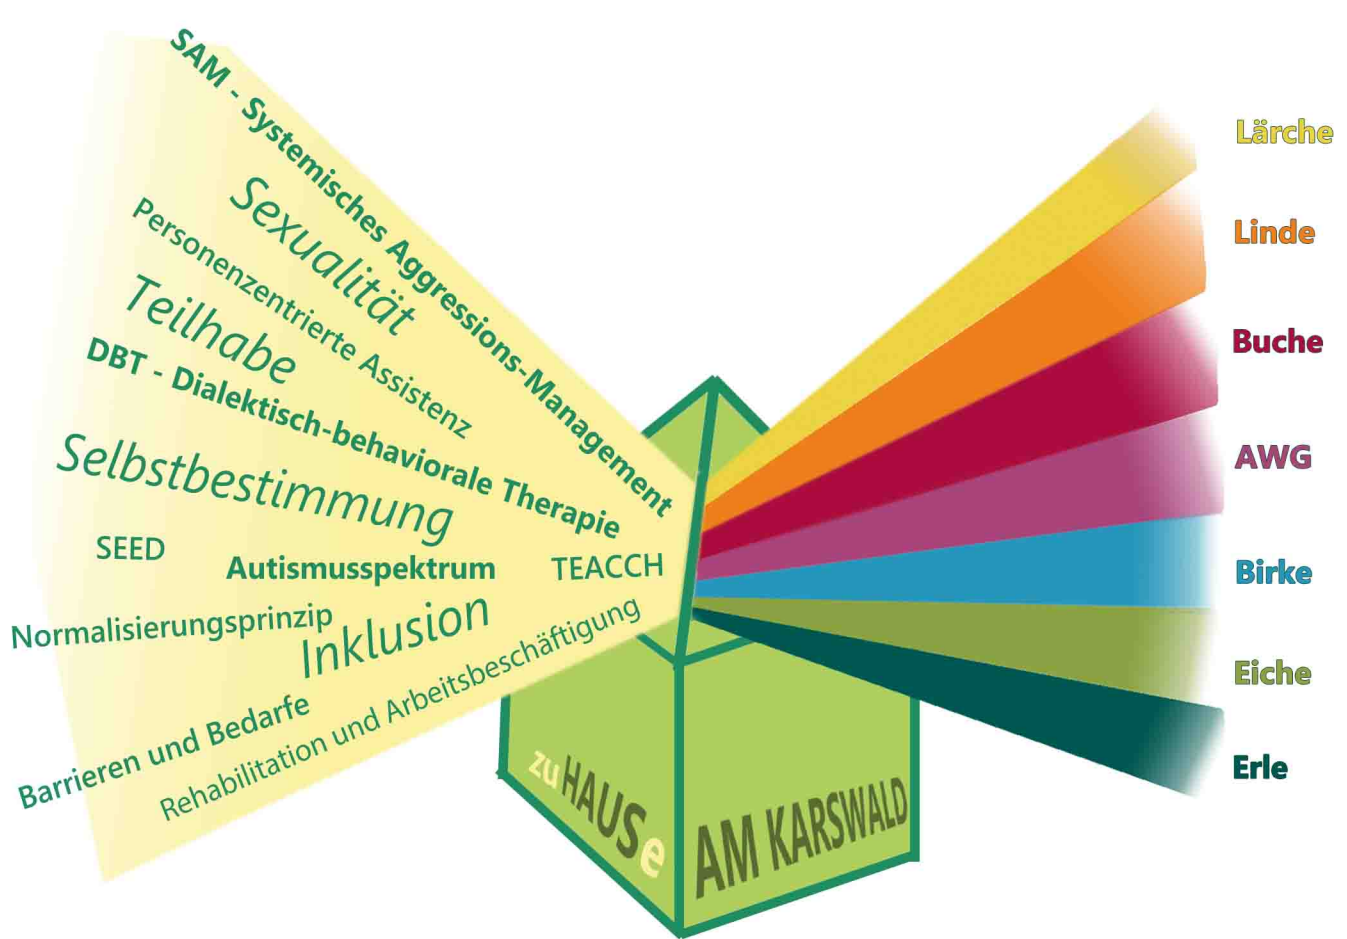 SAM - Systemisches Aggressions-Management
Sexualität
Personenzentrierte Assistenz
Teilhabe
DBT - Dialektisch-behaviorale Therapie
Selbstbestimmung
SEED
Autismusspektrum
TEACCH
Normalisierungsprinzip
Inklusion
Barrieren und Bedarfe
Rehabilitation und Arbeitsbeschäftigung
zuHAUSe
AM KARSWALD
Lärche
Linde
Buche
AWG
Birke
Eiche
Erle